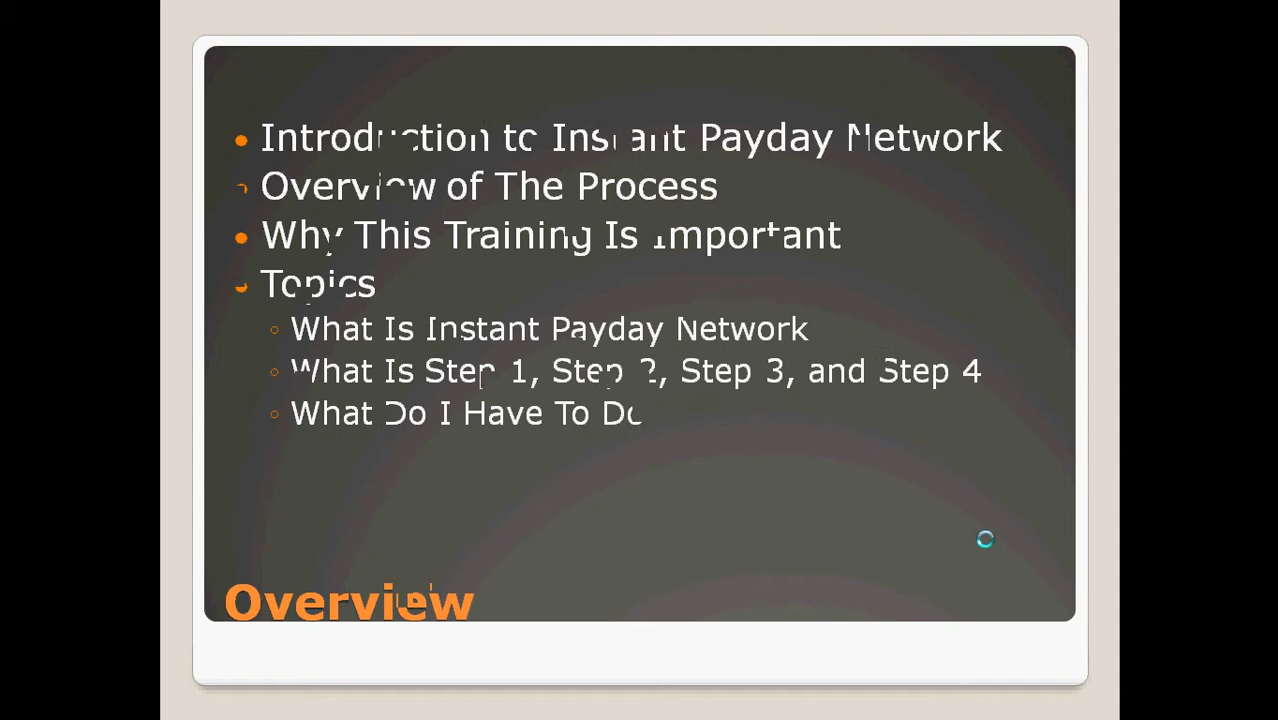 Introduction to Instant Payday Network
Overview of The Process
Why This Training Is Important
Topics
What Is Instant Payday Network
What Is Step 1, Step 2, Step 3, and Step 4
What Do I Have To Do
Overview